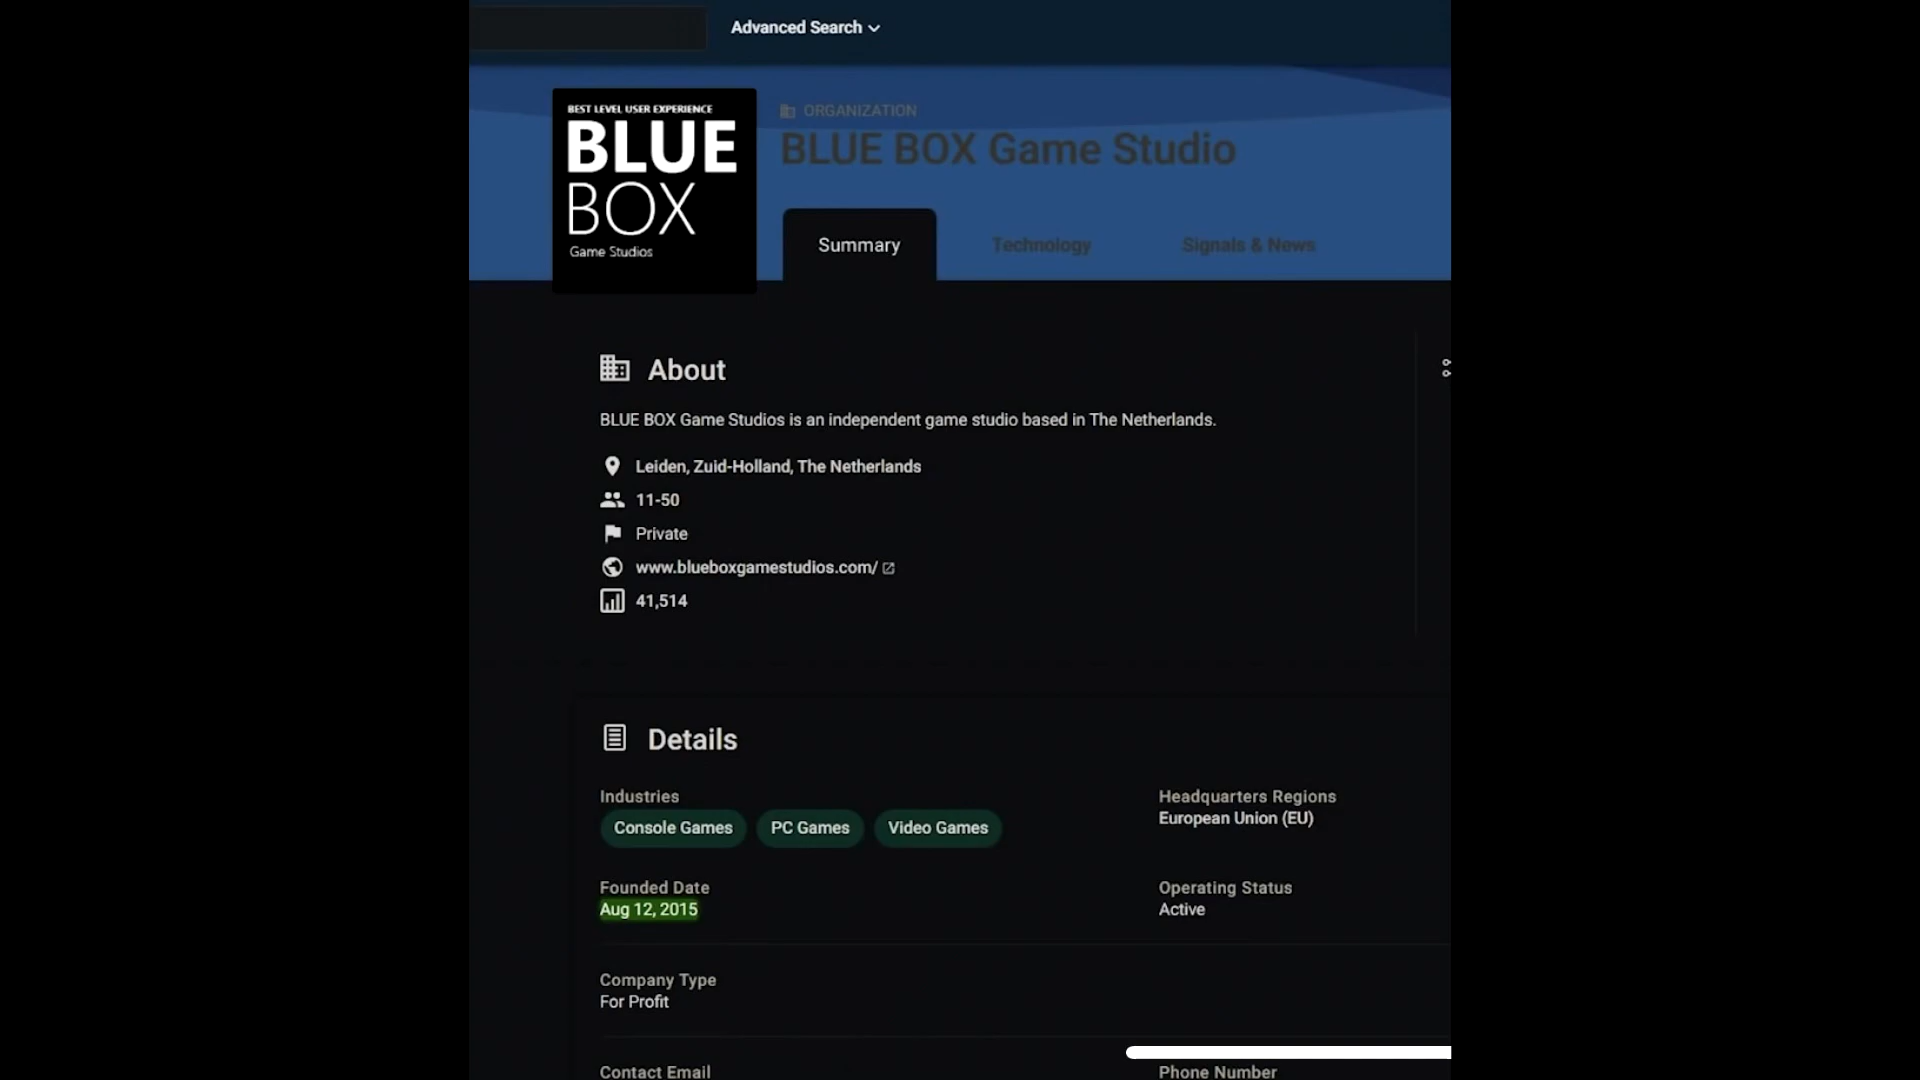 Advanced Search
BEST LEVEL USER EXPERIENCE
BLUE
BOX
Game Studios
ORGANIZATION
BLUE BOX Game Studio
Summary
Technology
Signals & News
About
BLUE BOX Game Studios is an independent game studio based in The Netherlands.
Leiden, Zuid-Holland, The Netherlands
11-50
Private
www.blueboxgamestudios.com/
41,514
Details
Industries
Console Games
PC Games
Video Games
Headquarters Regions
European Union (EU)
Founded Date
Aug 12, 2015
Operating Status
Active
Company Type
For Profit
Contact Email
Phone Number